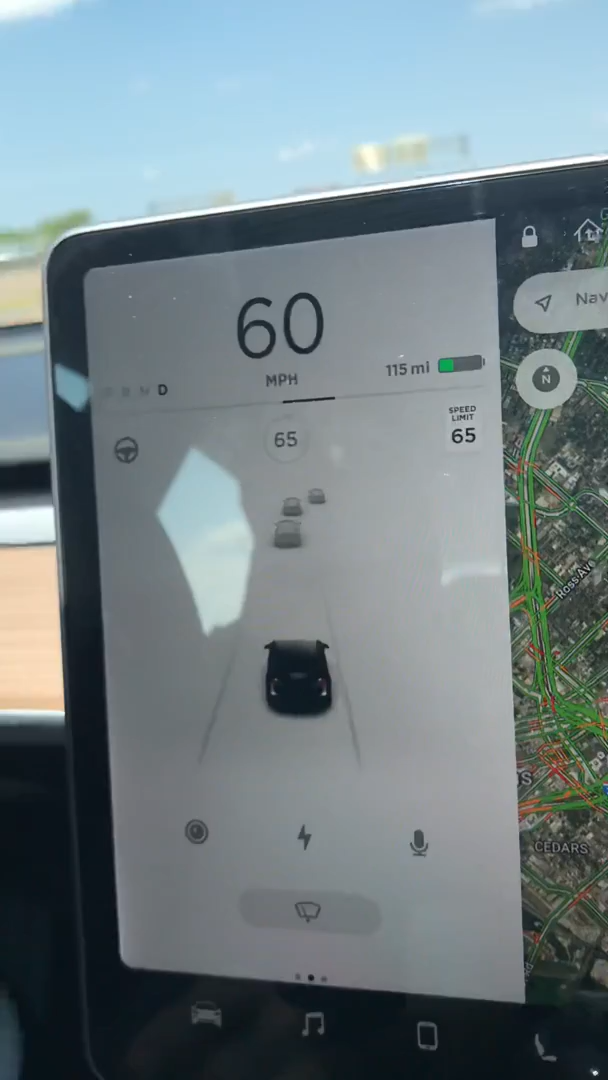 60
MPH
115 mi
P R N D
65
SPEED
LIMIT
65
Nav
N
Ross Ave
CEDARS